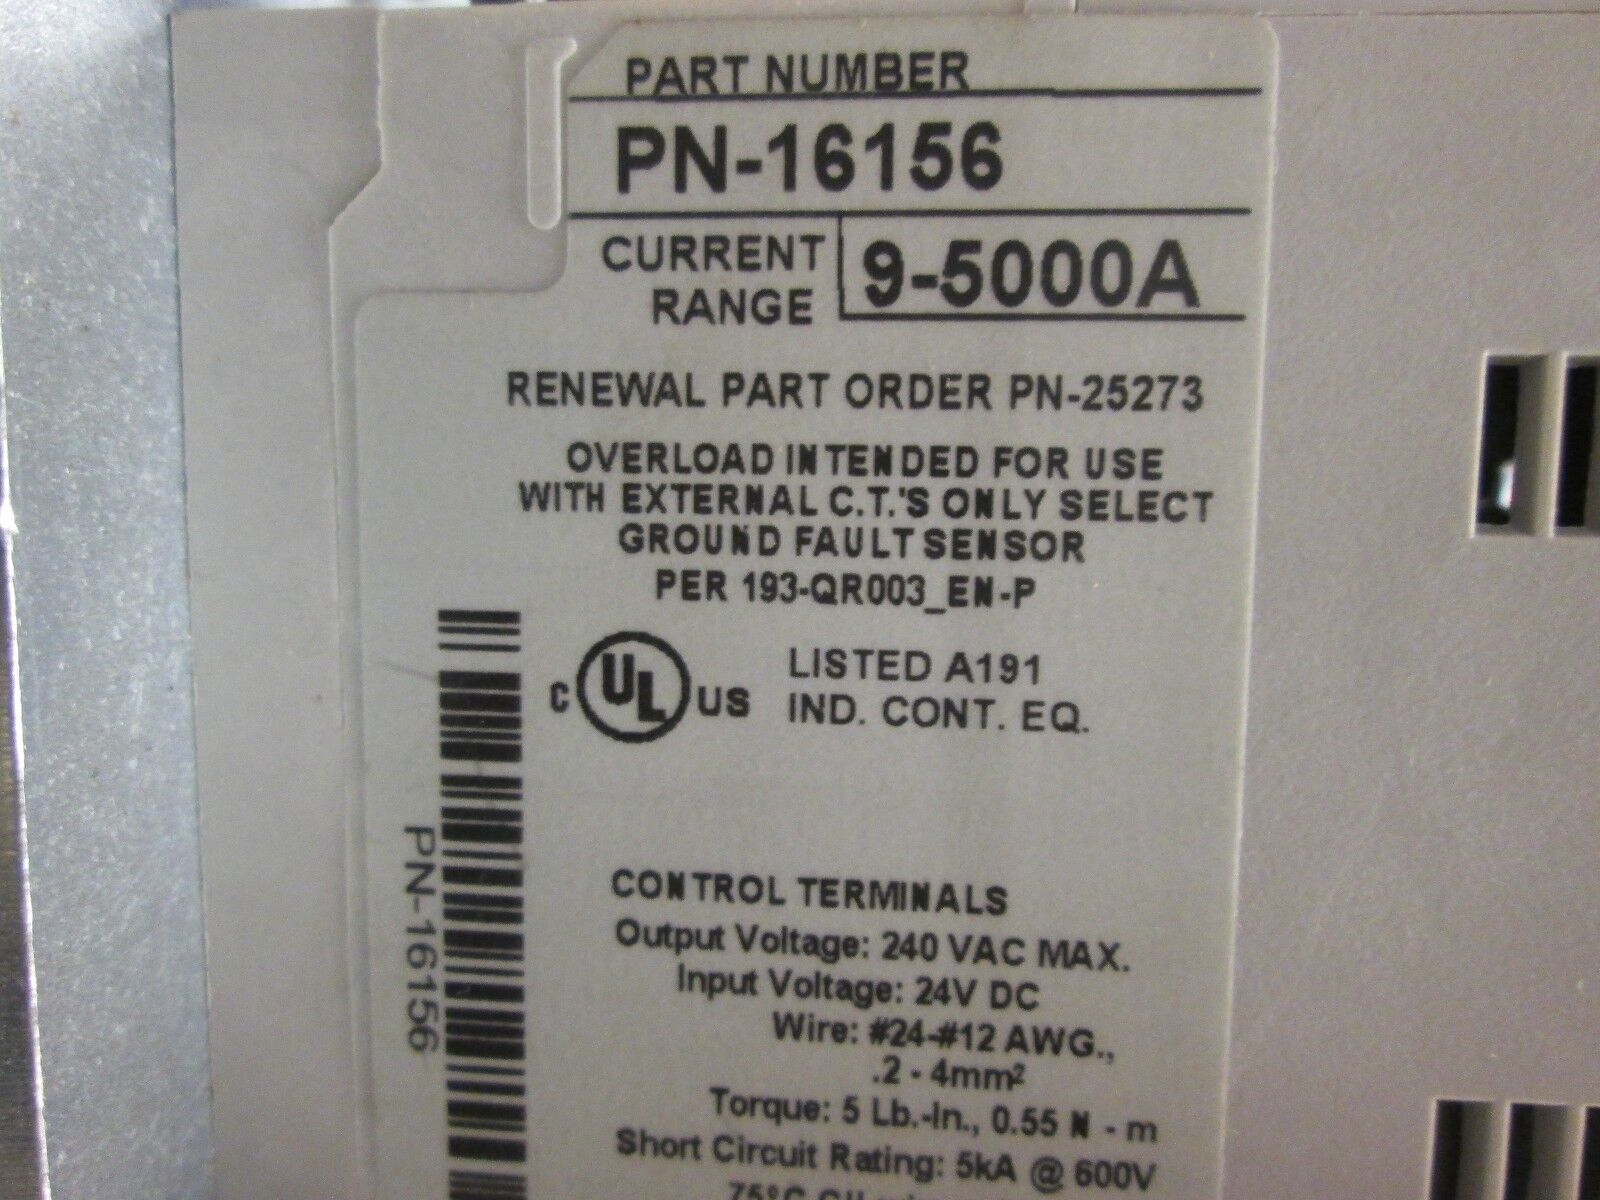 PART NUMBER
PN-16156
CURRENT RANGE
9-5000A
RENEWAL PART ORDER PN-25273
OVERLOAD INTENDED FOR USE
WITH EXTERNAL C.T.'S ONLY SELECT
GROUND FAULT SENSOR
PER 193-QR003_EN-P
C UL US
LISTED A191
IND. CONT. EQ.
PN-16156
CONTROL TERMINALS
Output Voltage: 240 VAC MAX.
Input Voltage: 24V DC
Wire: #24-#12 AWG.,
.2 - 4mm²
Torque: 5 Lb.-In., 0.55 N - m
Short Circuit Rating: 5kA @ 600V
75°C